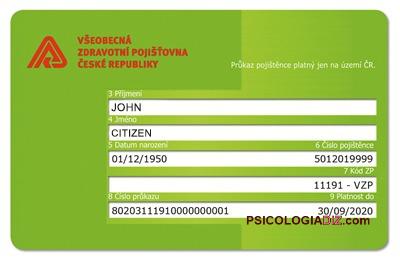 VŠEOBECNÁ
ZDRAVOTNÍ POJIŠŤOVNA
ČESKÉ REPUBLIKY
Průkaz pojištěnce platný jen na území ČR.
3 Příjmení
JOHN
4 Jméno
CITIZEN
5 Datum narození 6 Číslo pojištěnce
01/12/1950 5012019999
7 Kód ZP
11191 - VZP
8 Číslo průkazu 9 Platnost do
80203111910000000001 30/09/2020
PSICOLOGIADIZ.com